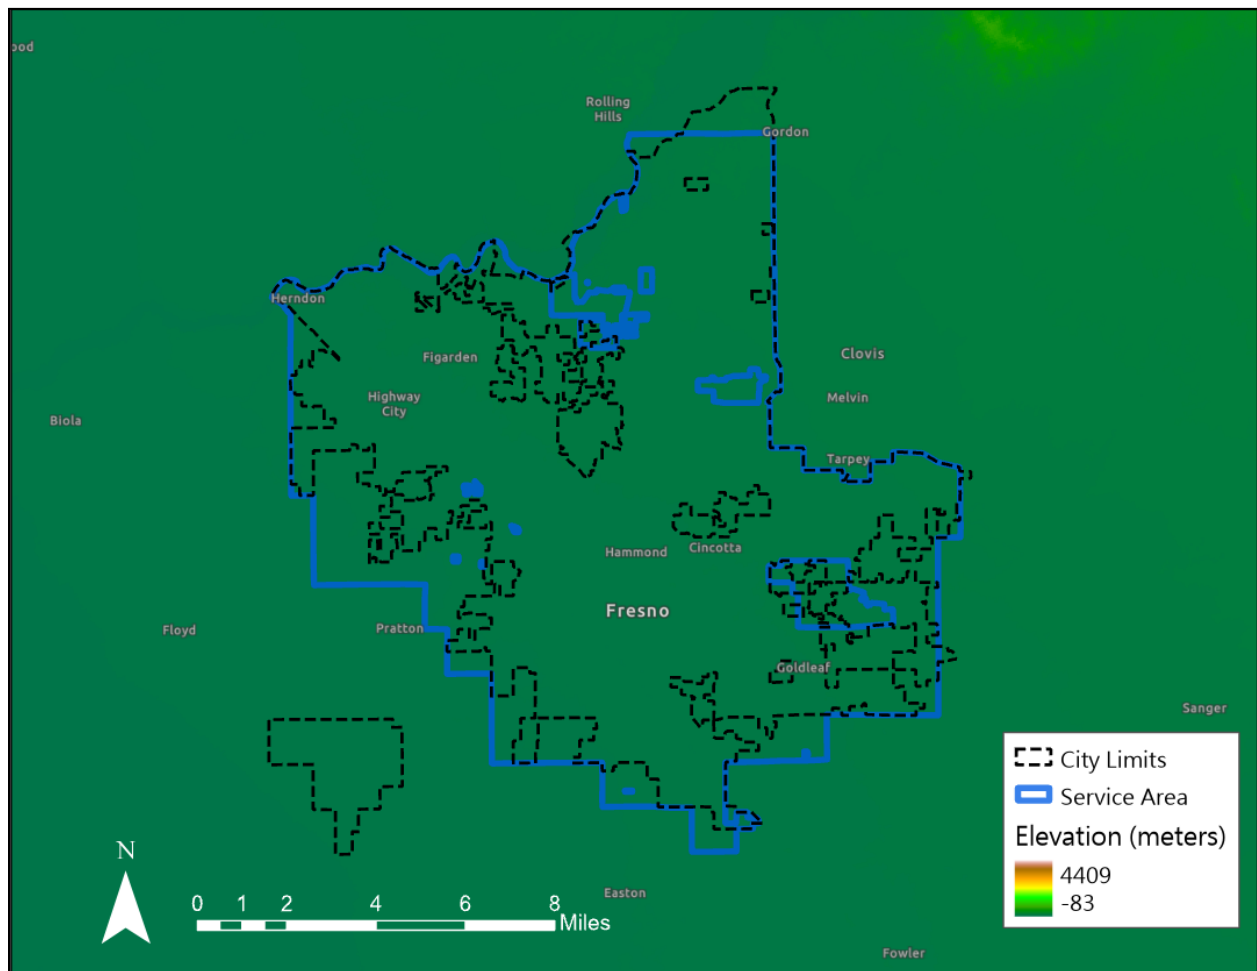 ood
Rolling
Hills
Gordon
Herndon
Figarden
Clovis
Highway
City
Melvin
Biola
Tarpey
Hammond
Cincotta
Fresno
Floyd
Pratton
Goldleaf
Sanger
City Limits
Service Area
Elevation (meters)
4409
-83
N
0 1 2 4 6 8
Miles
Easton
Fowler